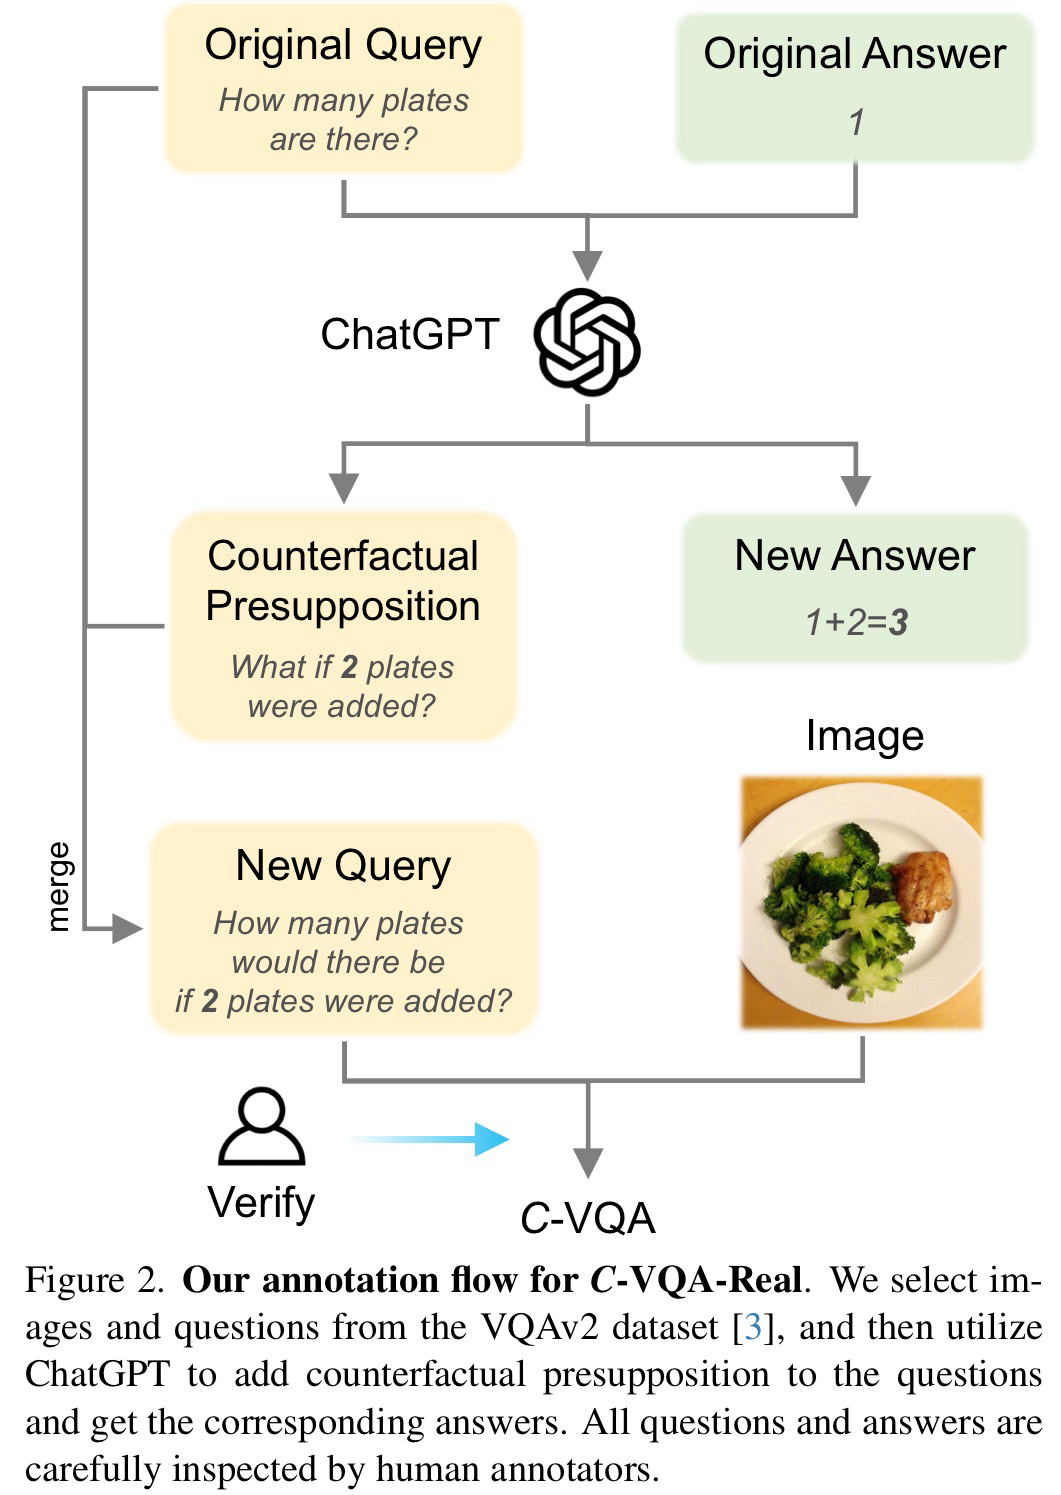 Original Query
How many plates
are there?
Original Answer
1
ChatGPT
Counterfactual
Presupposition
What if 2 plates
were added?
New Answer
1+2=3
Image
merge
New Query
How many plates
would there be
if 2 plates were added?
Verify
C-VQA
Figure 2. Our annotation flow for C-VQA-Real. We select im-
ages and questions from the VQAv2 dataset [3], and then utilize
ChatGPT to add counterfactual presupposition to the questions
and get the corresponding answers. All questions and answers are
carefully inspected by human annotators.